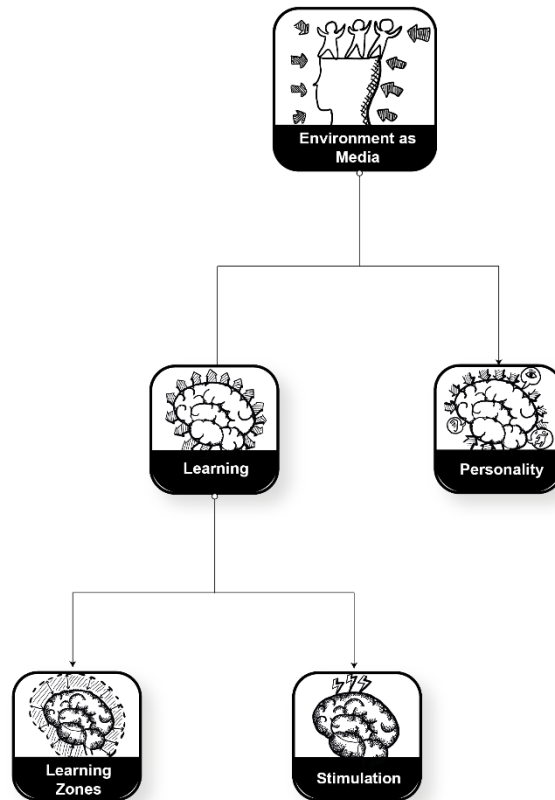 Environment as
Media
Learning
Personality
Learning
Zones
Stimulation